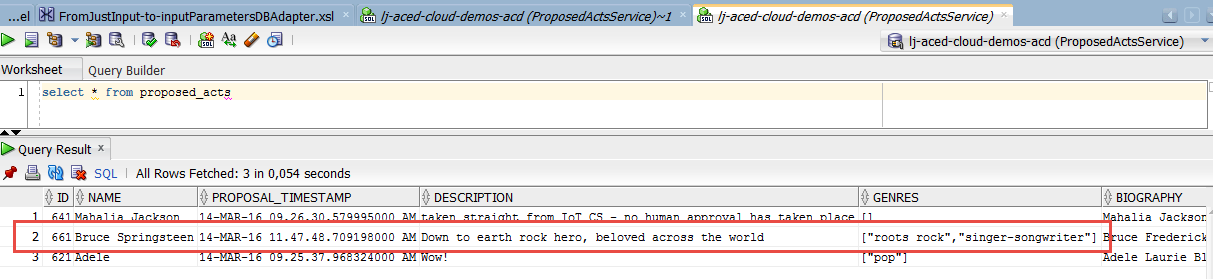 ...el FromJustInput-to-inputParametersDBAdapter.xsl × lj-aced-cloud-demos-acd (ProposedActsService)~1 × lj-aced-cloud-demos-acd (ProposedActsService) ×
lj-aced-cloud-demos-acd (ProposedActsService)
Worksheet Query Builder
1 select * from proposed_acts
Query Result ×
SQL | All Rows Fetched: 3 in 0,054 seconds
ID NAME PROPOSAL_TIMESTAMP DESCRIPTION GENRES BIOGRAPHY
1 641 Mahalia Jackson 14-MAR-16 09.26.30.579995000 AM taken straight from IoT CS - no human approval has taken place [] Mahalia Jackson
2 661 Bruce Springsteen 14-MAR-16 11.47.48.709198000 AM Down to earth rock hero, beloved across the world ["roots rock","singer-songwriter"] Bruce Frederick
3 621 Adele 14-MAR-16 09.25.37.968324000 AM Wow! ["pop"] Adele Laurie Bl